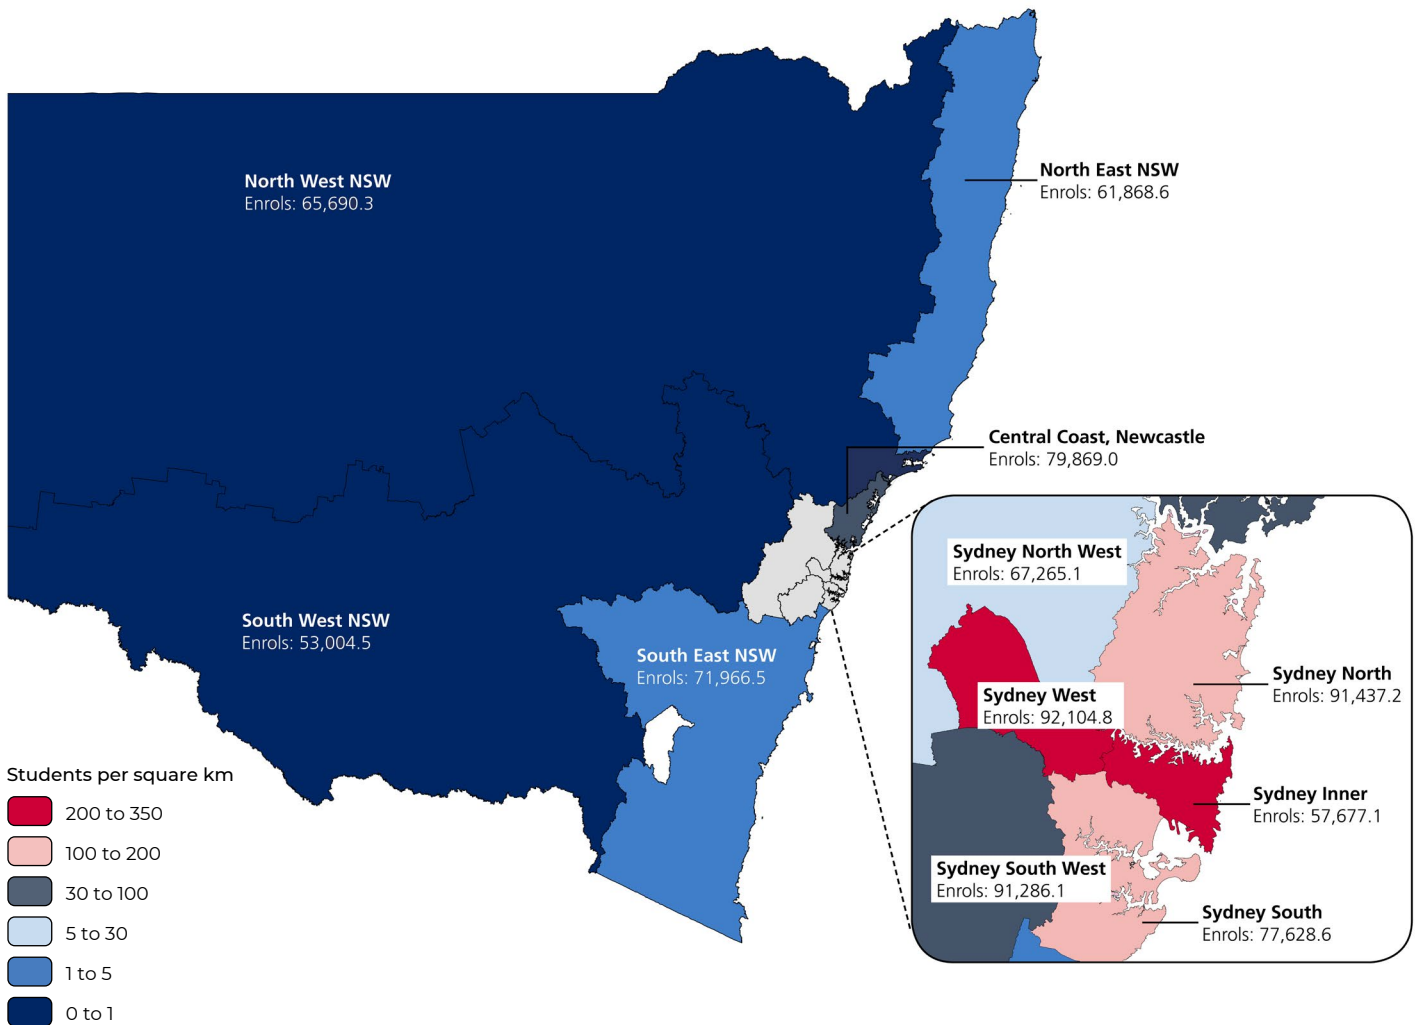 North West NSW
Enrols: 65,690.3
North East NSW
Enrols: 61,868.6
Central Coast, Newcastle
Enrols: 79,869.0
South West NSW
Enrols: 53,004.5
South East NSW
Enrols: 71,966.5
Sydney North West
Enrols: 67,265.1
Sydney North
Enrols: 91,437.2
Sydney West
Enrols: 92,104.8
Sydney Inner
Enrols: 57,677.1
Sydney South West
Enrols: 91,286.1
Sydney South
Enrols: 77,628.6
Students per square km
200 to 350
100 to 200
30 to 100
5 to 30
1 to 5
0 to 1